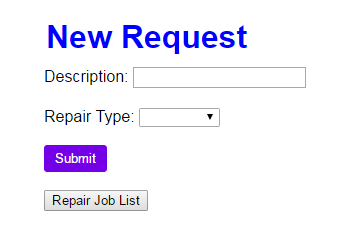 New Request
Description:
Repair Type:
Submit
Repair Job List